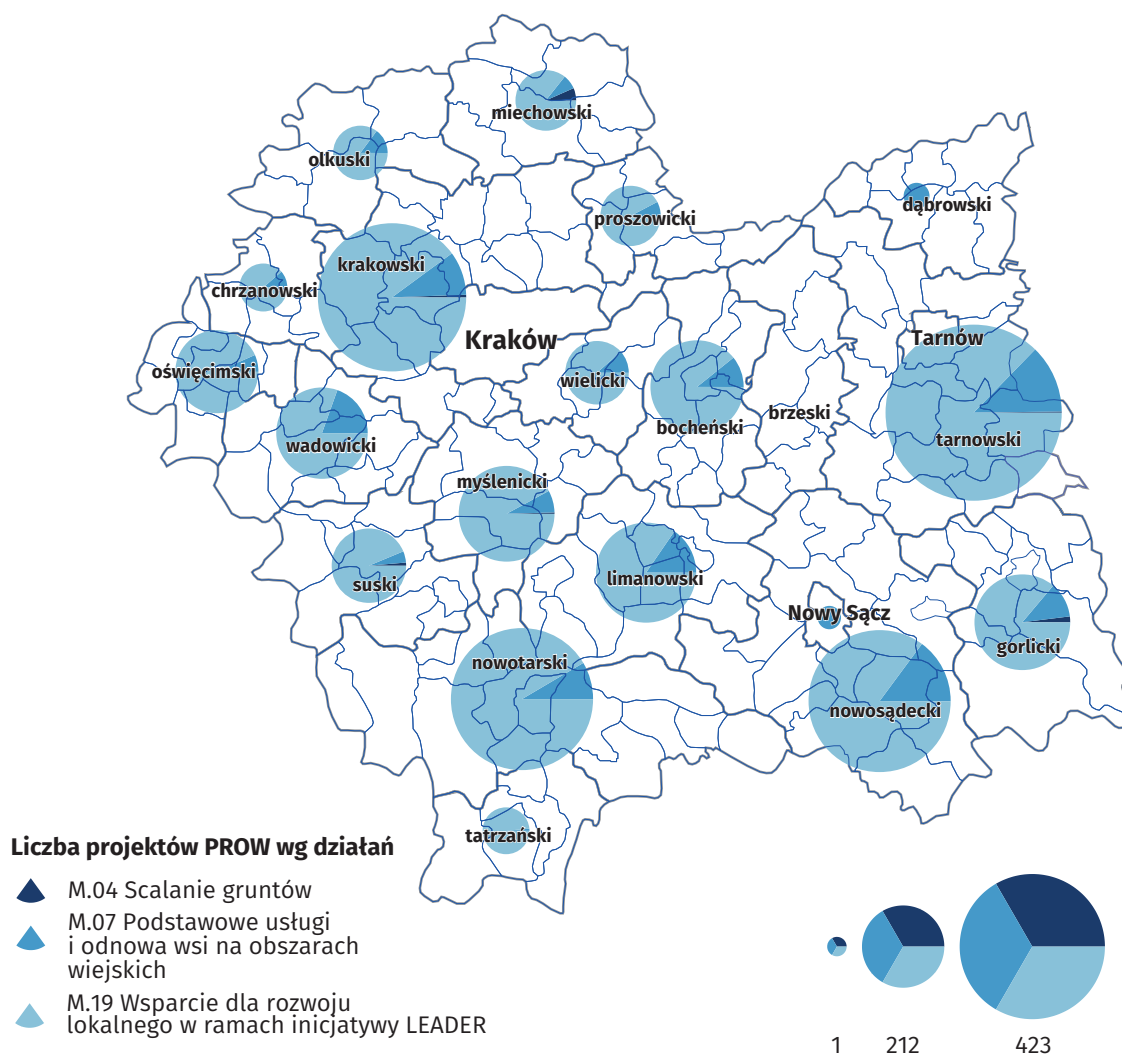 miechowski
olkuski
proszowicki
dąbrowski
krakowski
chrzanowski
Kraków
Tarnów
oświęcimski
wielicki
brzeski
bocheński
wadowicki
tarnowski
myślenicki
limanowski
suski
Nowy Sącz
gorlicki
nowotarski
nowosądecki
tatrzański
Liczba projektów PROW wg działań
M.04 Scalanie gruntów
M.07 Podstawowe usługi
i odnowa wsi na obszarach
wiejskich
M.19 Wsparcie dla rozwoju
lokalnego w ramach inicjatywy LEADER
1 212 423